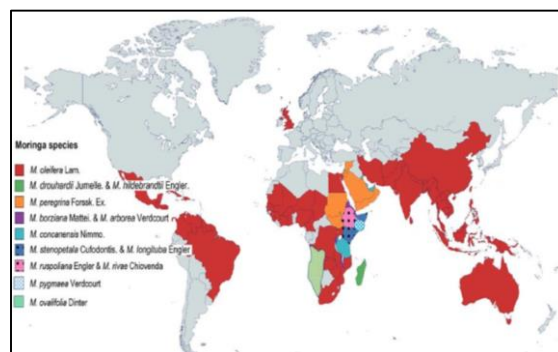 Moringa species
M. oleifera Lam.
M. drouhardii Jumelle. & M. hildebrandtii Engler.
M. peregrina Forssk. Ex.
M. borziana Mattei. & M. arborea Verdcourt
M. concanensis Nimmo.
M. stenopetala Cufodontis. & M. longituba Engler
M. ruspoliana Engler & M. rivae Chiovenda
M. pygmaea Verdcourt
M. ovalifolia Dinter